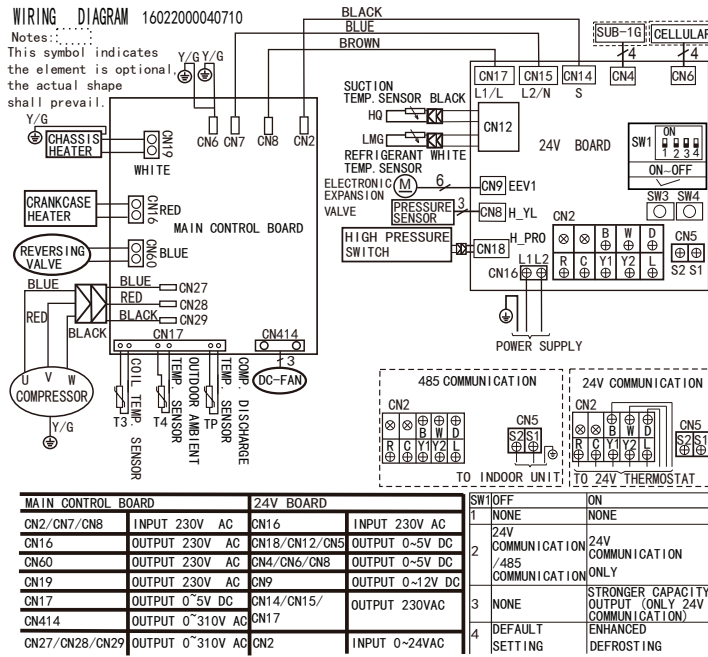 WIRING DIAGRAM 16022000040710
Notes:
This symbol indicates
the element is optional,
the actual shape
shall prevail.
BLACK
BLUE
BROWN
SUB-1G
CELLULAR
4
4
Y/G Y/G
CN17
CN15
CN14
CN4
CN6
L1/L
L2/N
S
SUCTION
TEMP. SENSOR BLACK
HQ
LMG
REFRIGERANT WHITE
TEMP. SENSOR
CN12
24V BOARD
SW1
ON
1 2 3 4
ON~OFF
SW3 SW4
Y/G
CHASSIS
HEATER
CN19
WHITE
CN6 CN7
CN8
CN2
ELECTRONIC
EXPANSION
VALVE
M
6
CN9
EEV1
PRESSURE
SENSOR
3
CN8
H_YL
CRANKCASE
HEATER
CN16
RED
MAIN CONTROL BOARD
HIGH PRESSURE
SWITCH
H_PRO
CN18
CN2
B W D
R C Y1 Y2 L
CN5
S2 S1
REVERSING
VALVE
CN60
BLUE
L1 L2
CN16
BLUE
BLUE
CN27
RED
CN28
RED
BLACK
CN29
BLACK
POWER SUPPLY
CN17
CN414
3
DC-FAN
U V W
COMPRESSOR
Y/G
T3
COIL TEMP. SENSOR
T4
OUTDOOR AMBIENT
TEMP. SENSOR
TP
COMP. DISCHARGE
TEMP. SENSOR
485 COMMUNICATION
CN2
B W D
R C Y1 Y2 L
CN5
S2 S1
TO INDOOR UNIT
24V COMMUNICATION
CN2
B W D
R C Y1 Y2 L
CN5
S2 S1
TO 24V THERMOSTAT
MAIN CONTROL BOARD
24V BOARD
CN2/CN7/CN8 INPUT 230V AC CN16 INPUT 230V AC
CN16 OUTPUT 230V AC CN18/CN12/CN5 OUTPUT 0~5V DC
CN60 OUTPUT 230V AC CN4/CN6/CN8 OUTPUT 0~5V DC
CN19 OUTPUT 230V AC CN9 OUTPUT 0~12V DC
CN17 OUTPUT 0~5V DC CN14/CN15/
CN17 OUTPUT 230VAC
CN414 OUTPUT 0~310V AC
CN27/CN28/CN29 OUTPUT 0~310V AC CN2 INPUT 0~24VAC
SW1 OFF ON
1 NONE NONE
2
24V
COMMUNICATION
/485
COMMUNICATION
24V
COMMUNICATION
ONLY
3 NONE
STRONGER CAPACITY
OUTPUT (ONLY 24V
COMMUNICATION)
4
DEFAULT
SETTING
ENHANCED
DEFROSTING